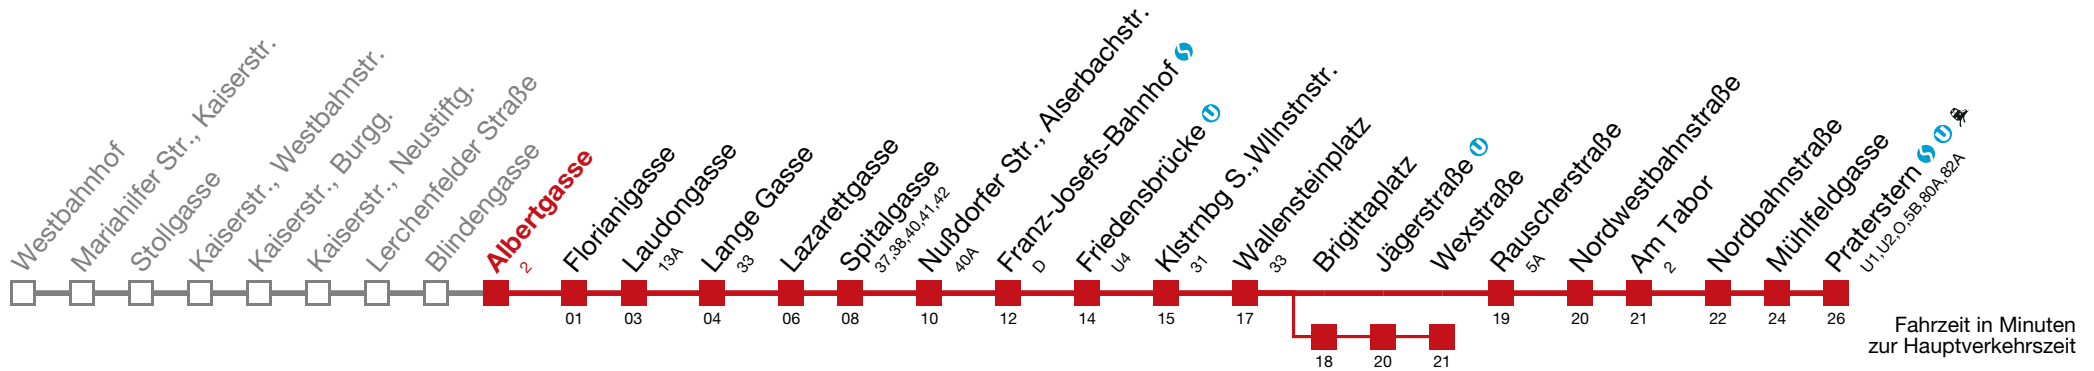 Westbahnhof
Mariahilfer Str., Kaiserstr.
Stollgasse
Kaiserstr., Westbahnstr.
Kaiserstr., Burgg.
Kaiserstr., Neustiftg.
Lerchenfelder Straße
Blindengasse
Albertgasse
2
Florianigasse
Laudongasse
13A
Lange Gasse
33
Lazarettgasse
Spitalgasse
37,38,40,41,42
Nußdorfer Str., Alserbachstr.
40A
Franz-Josefs-Bahnhof
D
Friedensbrücke U
U4
Klstrnbg S., Wllnstnstr.
31
Wallensteinplatz
33
Brigittaplatz
Jägerstraße U
Wexstraße
Rauscherstraße
5A
Nordwestbahnstraße
Am Tabor
2
Nordbahnstraße
Mühlfeldgasse
Praterstern U
U1,U2,O,5B,80A,82A
01 03 04 06 08 10 12 14 15 17 19 20 21 22 24 26
18 20 21
Fahrzeit in Minuten
zur Hauptverkehrszeit